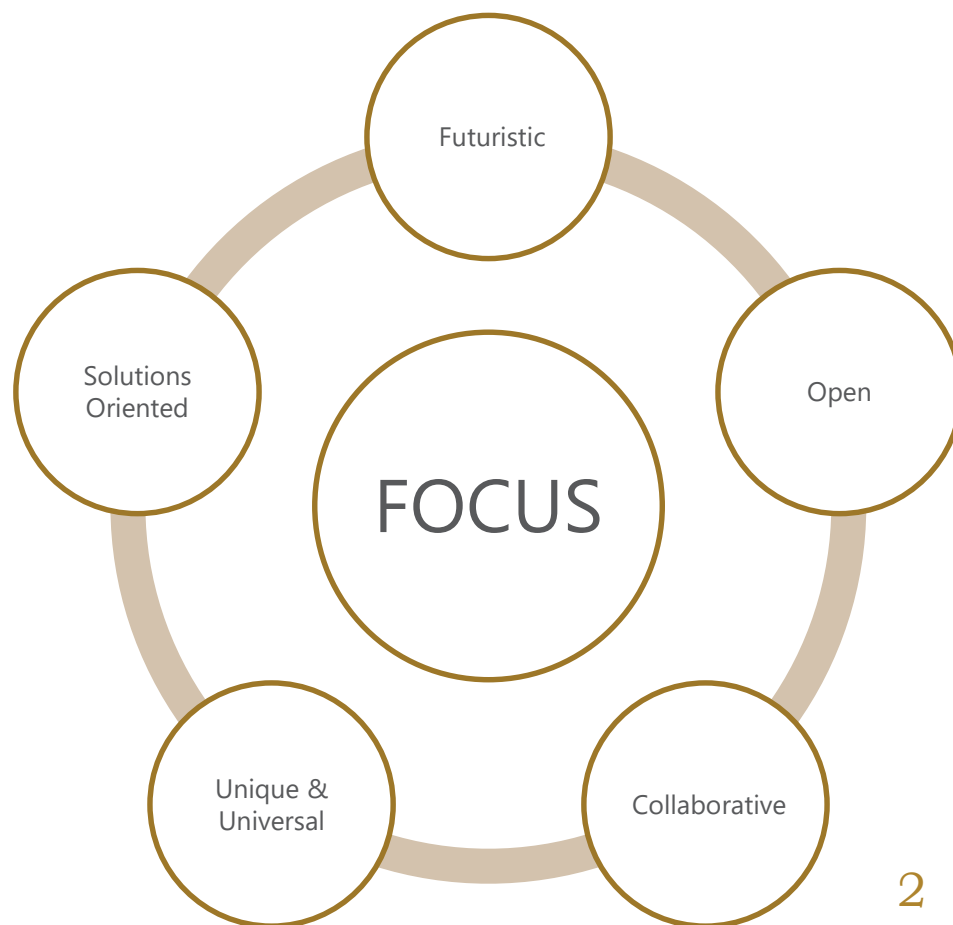 Futuristic
Open
Collaborative
Unique &
Universal
Solutions
Oriented
FOCUS
2